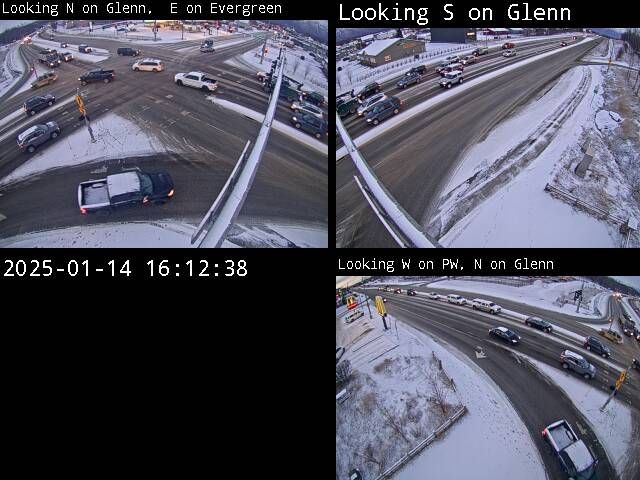 Looking N on Glenn,  E on Evergreen
Looking S on Glenn
2025-01-14 16:12:38
Looking W on PW, N on Glenn